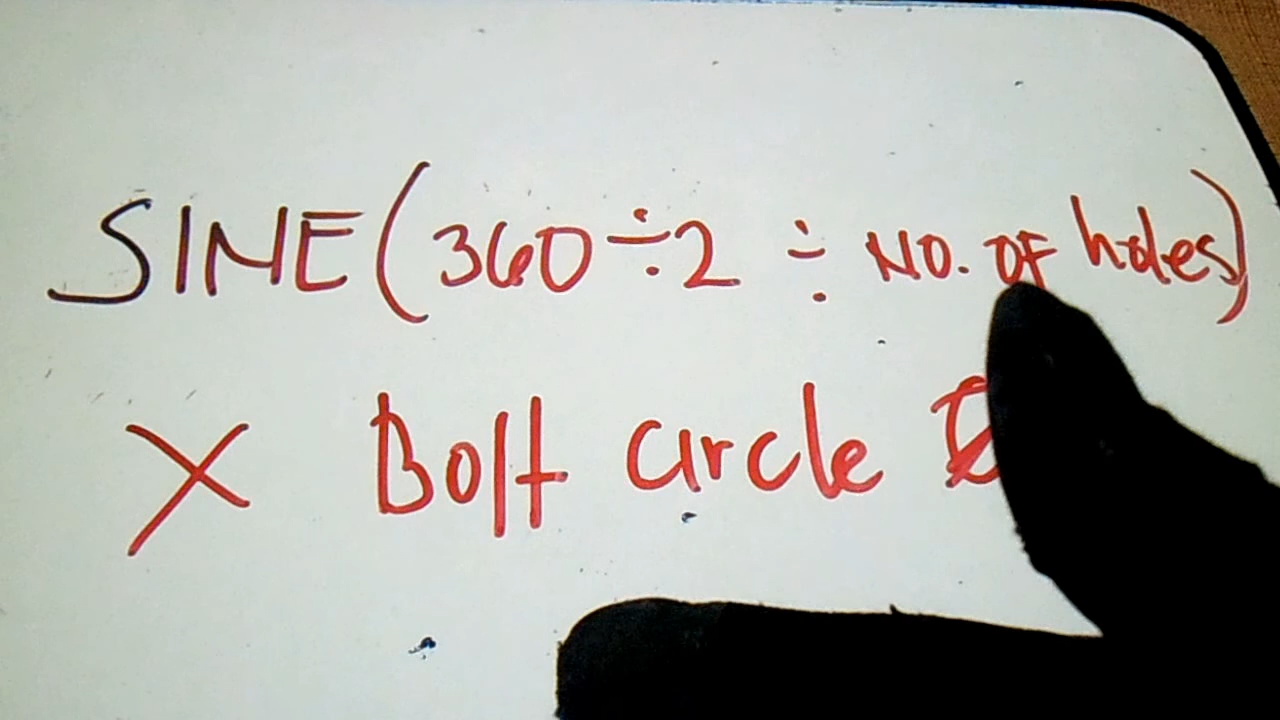 SINE (360÷2 ÷ NO. OF holes)
X Bolt circle